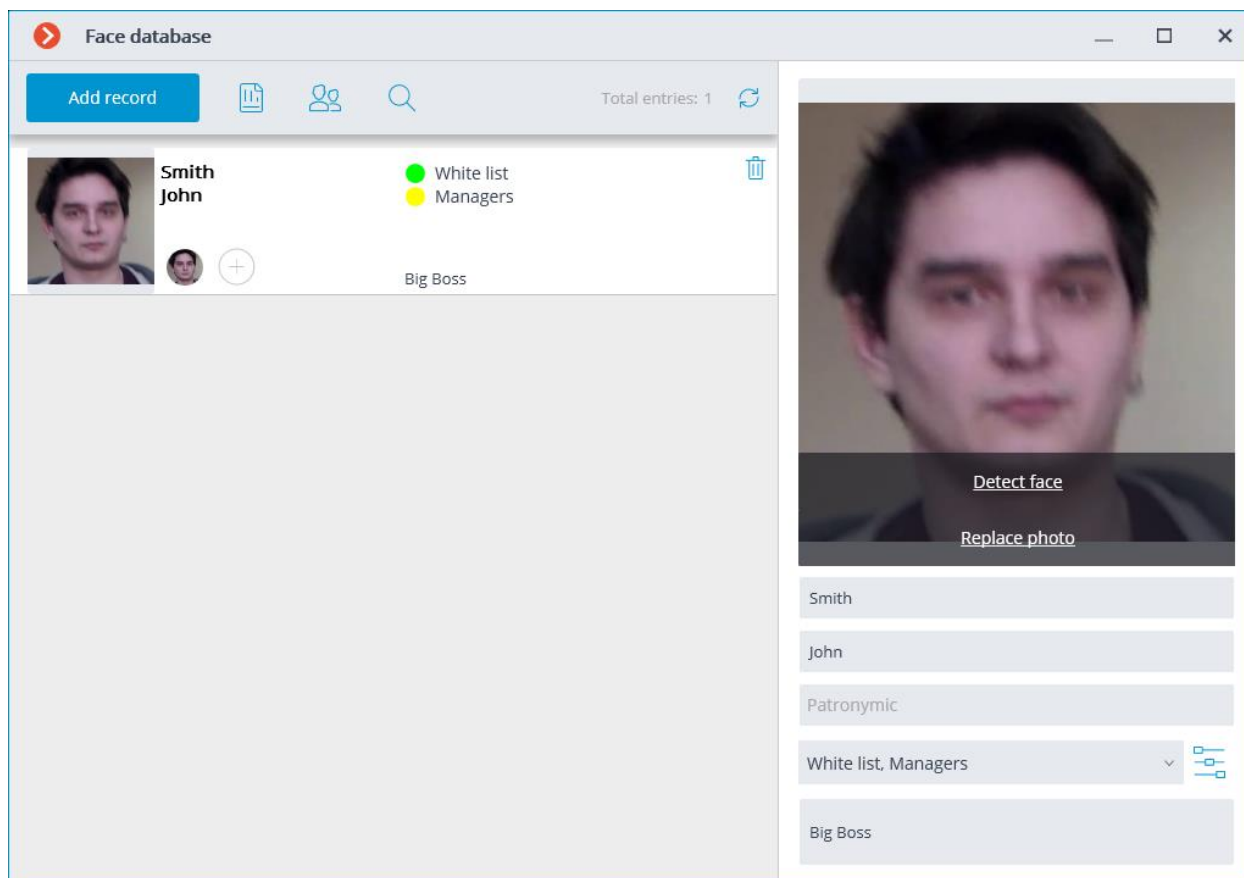 Face database
Add record
Total entries: 1
Smith
John
White list
Managers
Big Boss
Detect face
Replace photo
Smith
John
Patronymic
White list, Managers
Big Boss